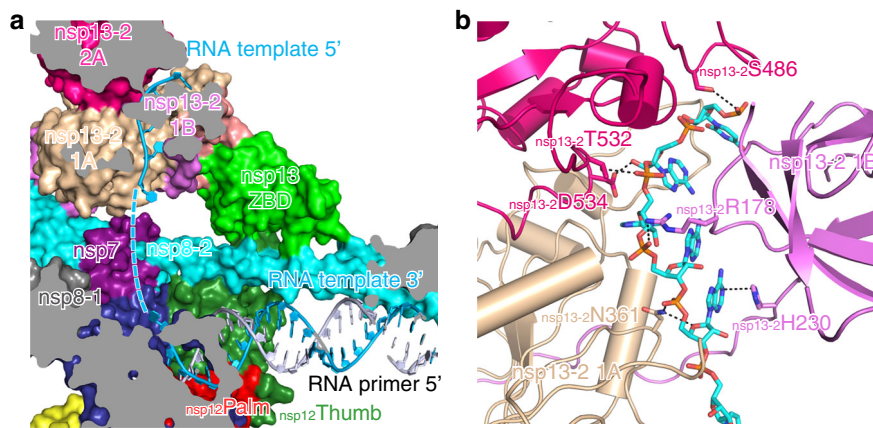 a
nsp13-2
2A
RNA template 5'
nsp13-2
1B
nsp13-2
1A
nsp13
ZBD
nsp7
nsp8-2
RNA template 3'
nsp8-1
RNA primer 5'
nsp12Palm
nsp12Thumb
b
nsp13-2S486
nsp13-2T532
nsp13-2 1B
nsp13-2D534
nsp13-2R178
nsp13-2N361
nsp13-2H230
nsp13-2 1A